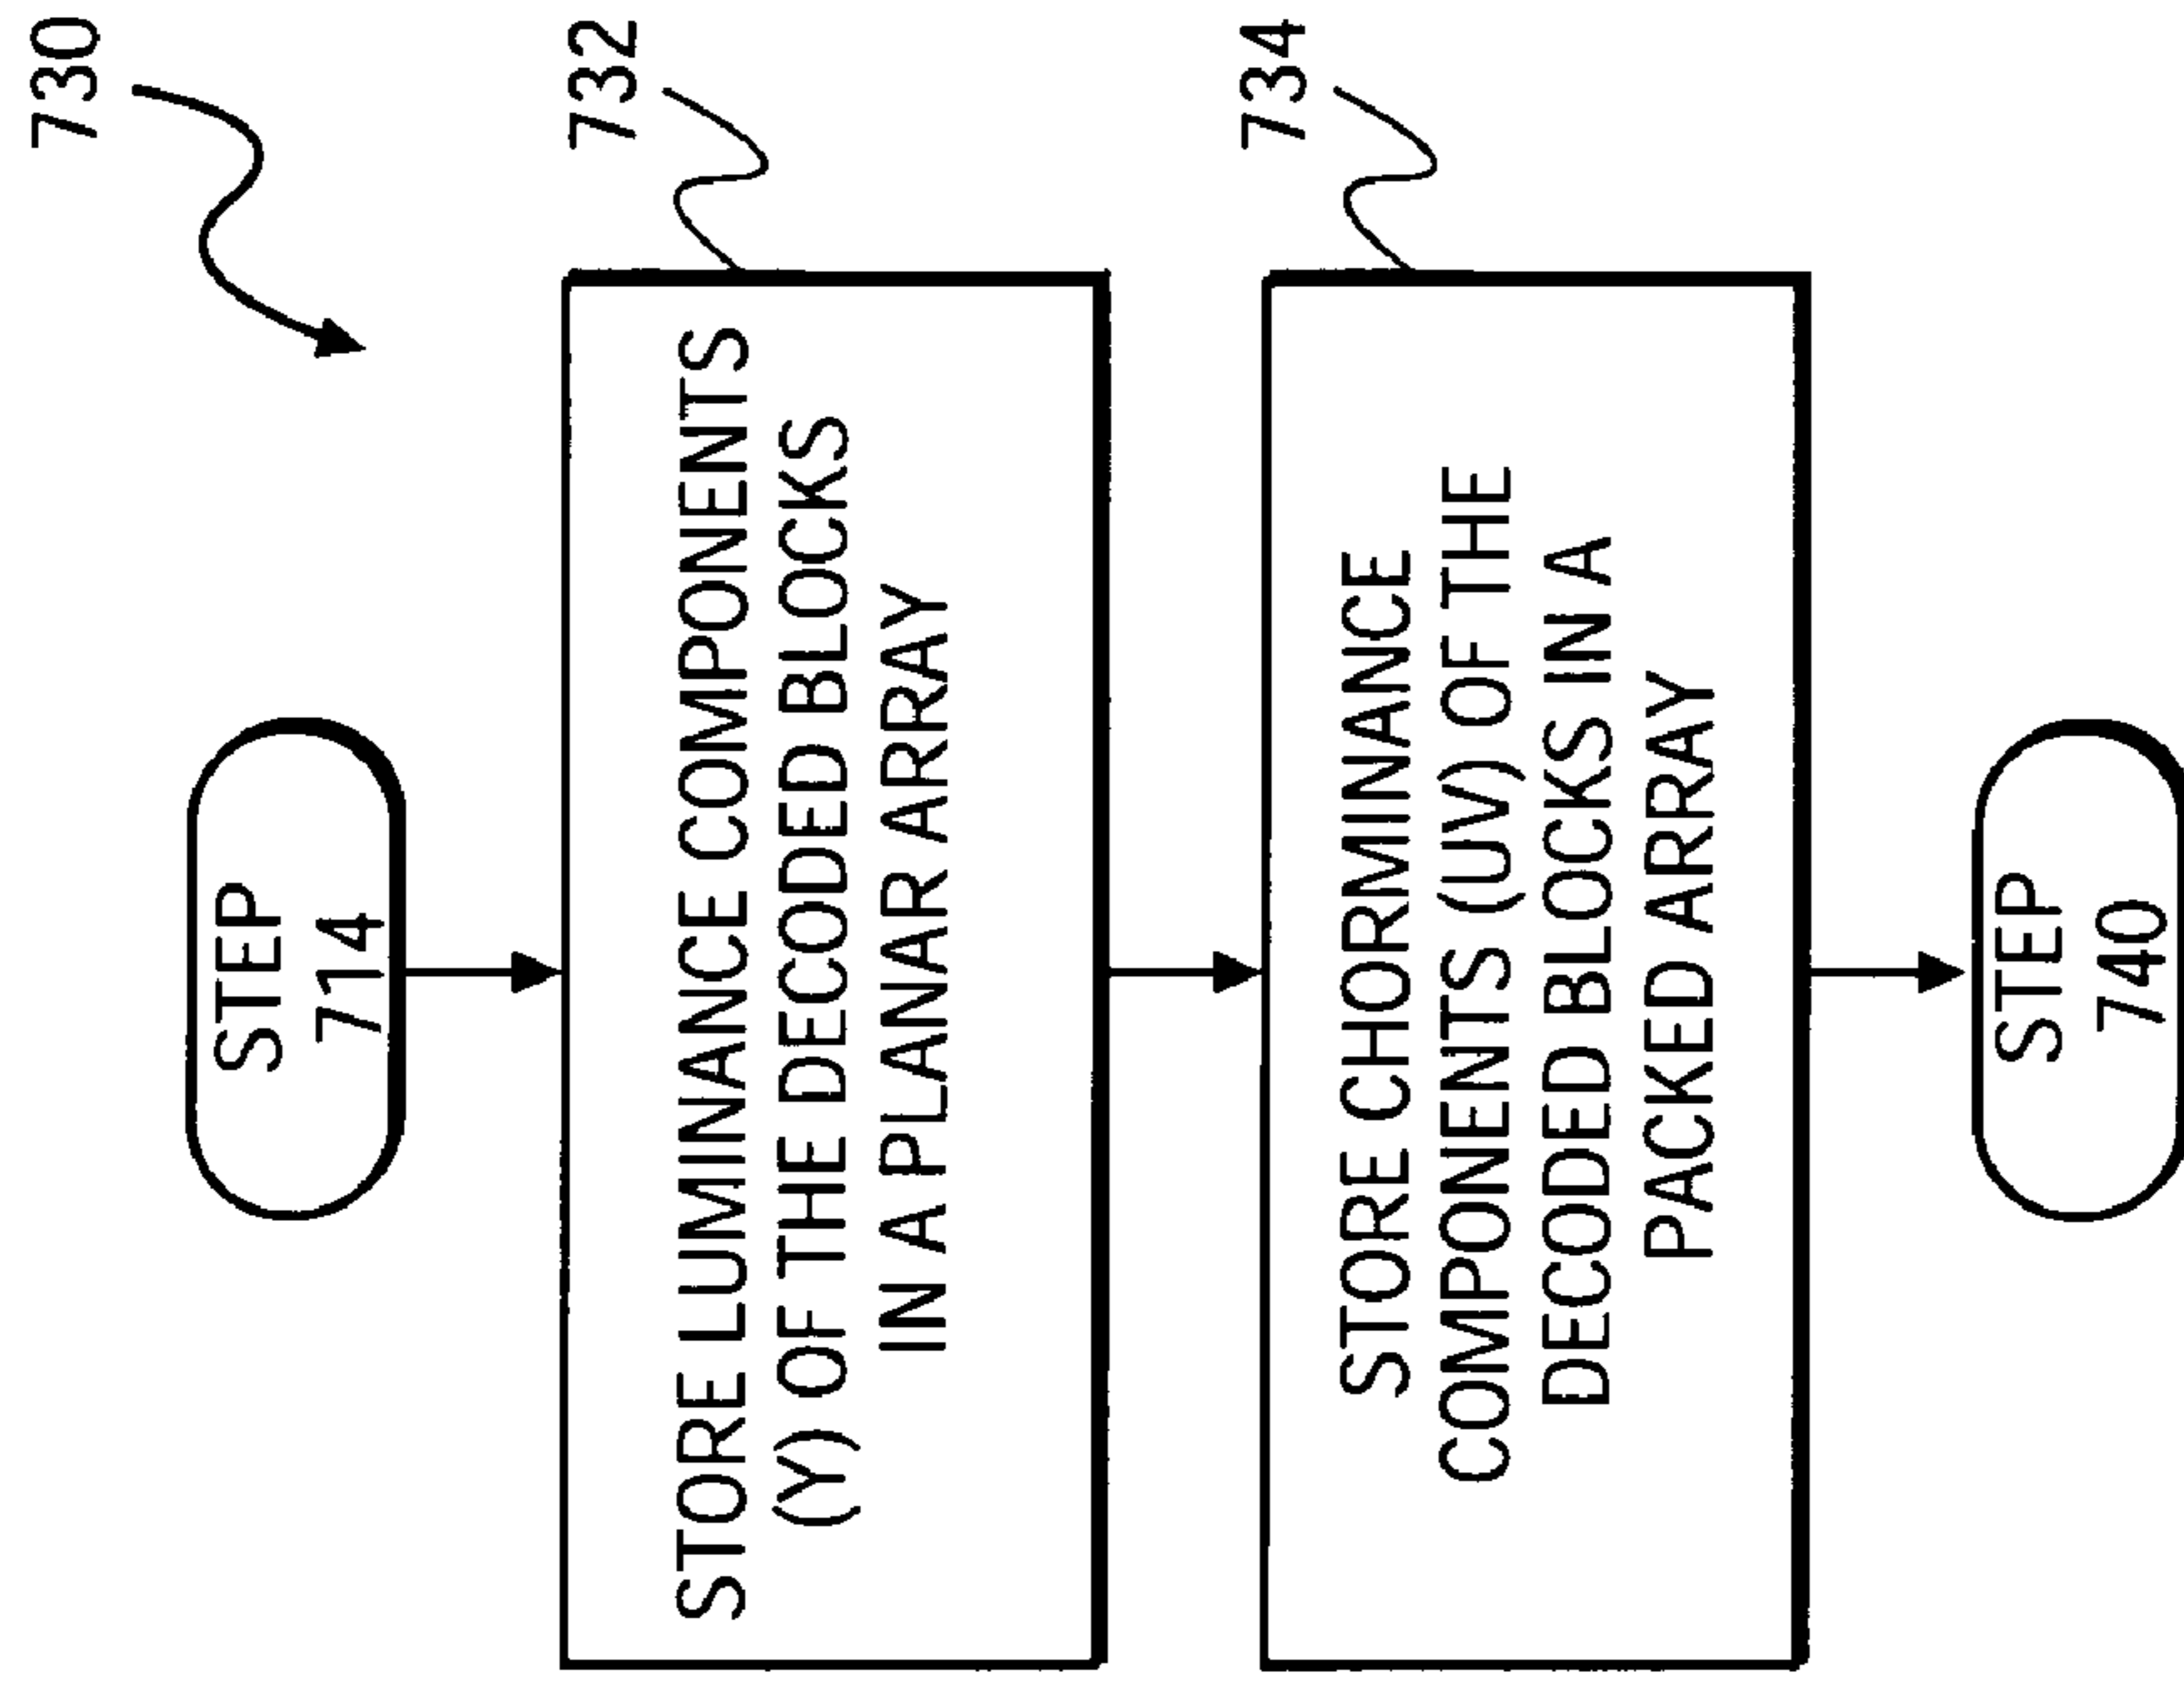 730
STEP
714
732
STORE LUMINANCE COMPONENTS
(Y) OF THE DECODED BLOCKS
IN A PLANAR ARRAY
734
STORE CHORMINANCE
COMPONENTS (UV) OF THE
DECODED BLOCKS IN A
PACKED ARRAY
STEP
740